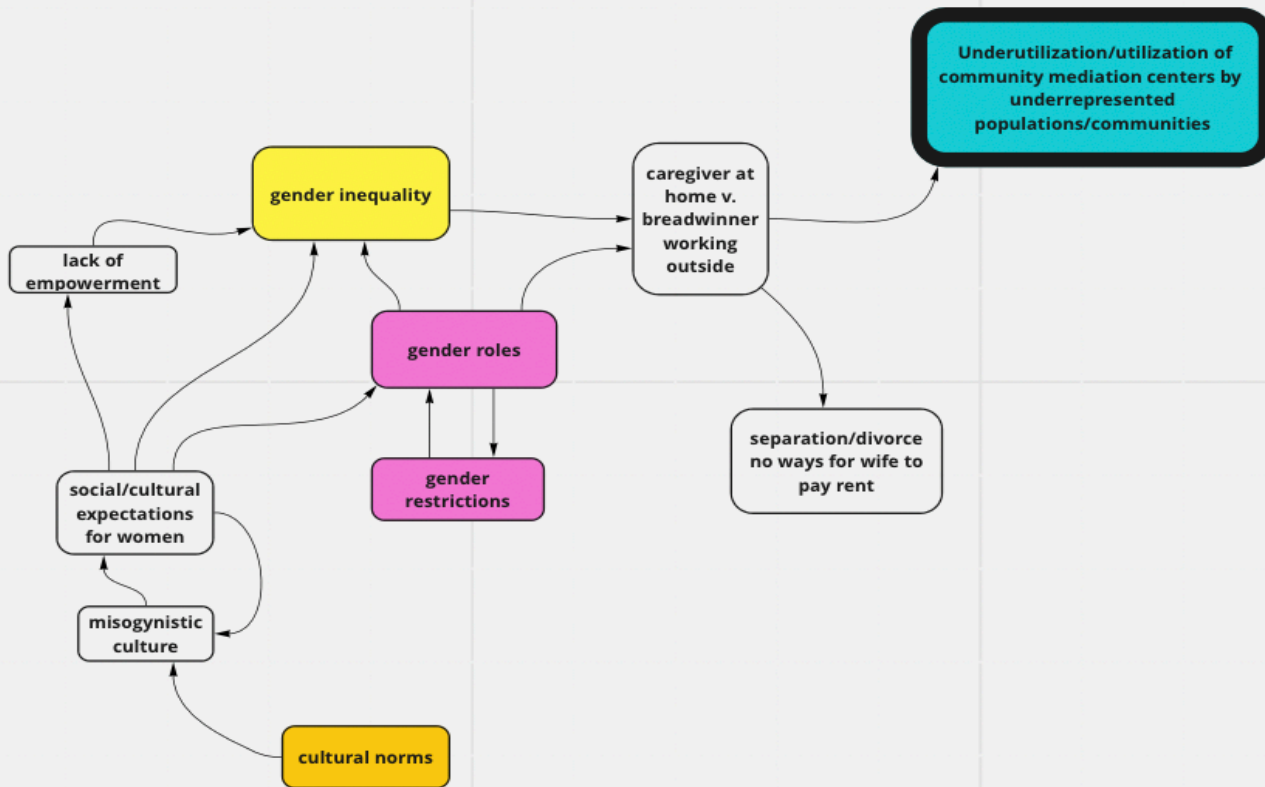 Underutilization/utilization of
community mediation centers by
underrepresented
populations/communities
gender inequality
caregiver at
home v.
breadwinner
working
outside
lack of
empowerment
gender roles
separation/divorce
no ways for wife to
pay rent
gender
restrictions
social/cultural
expectations
for women
misogynistic
culture
cultural norms